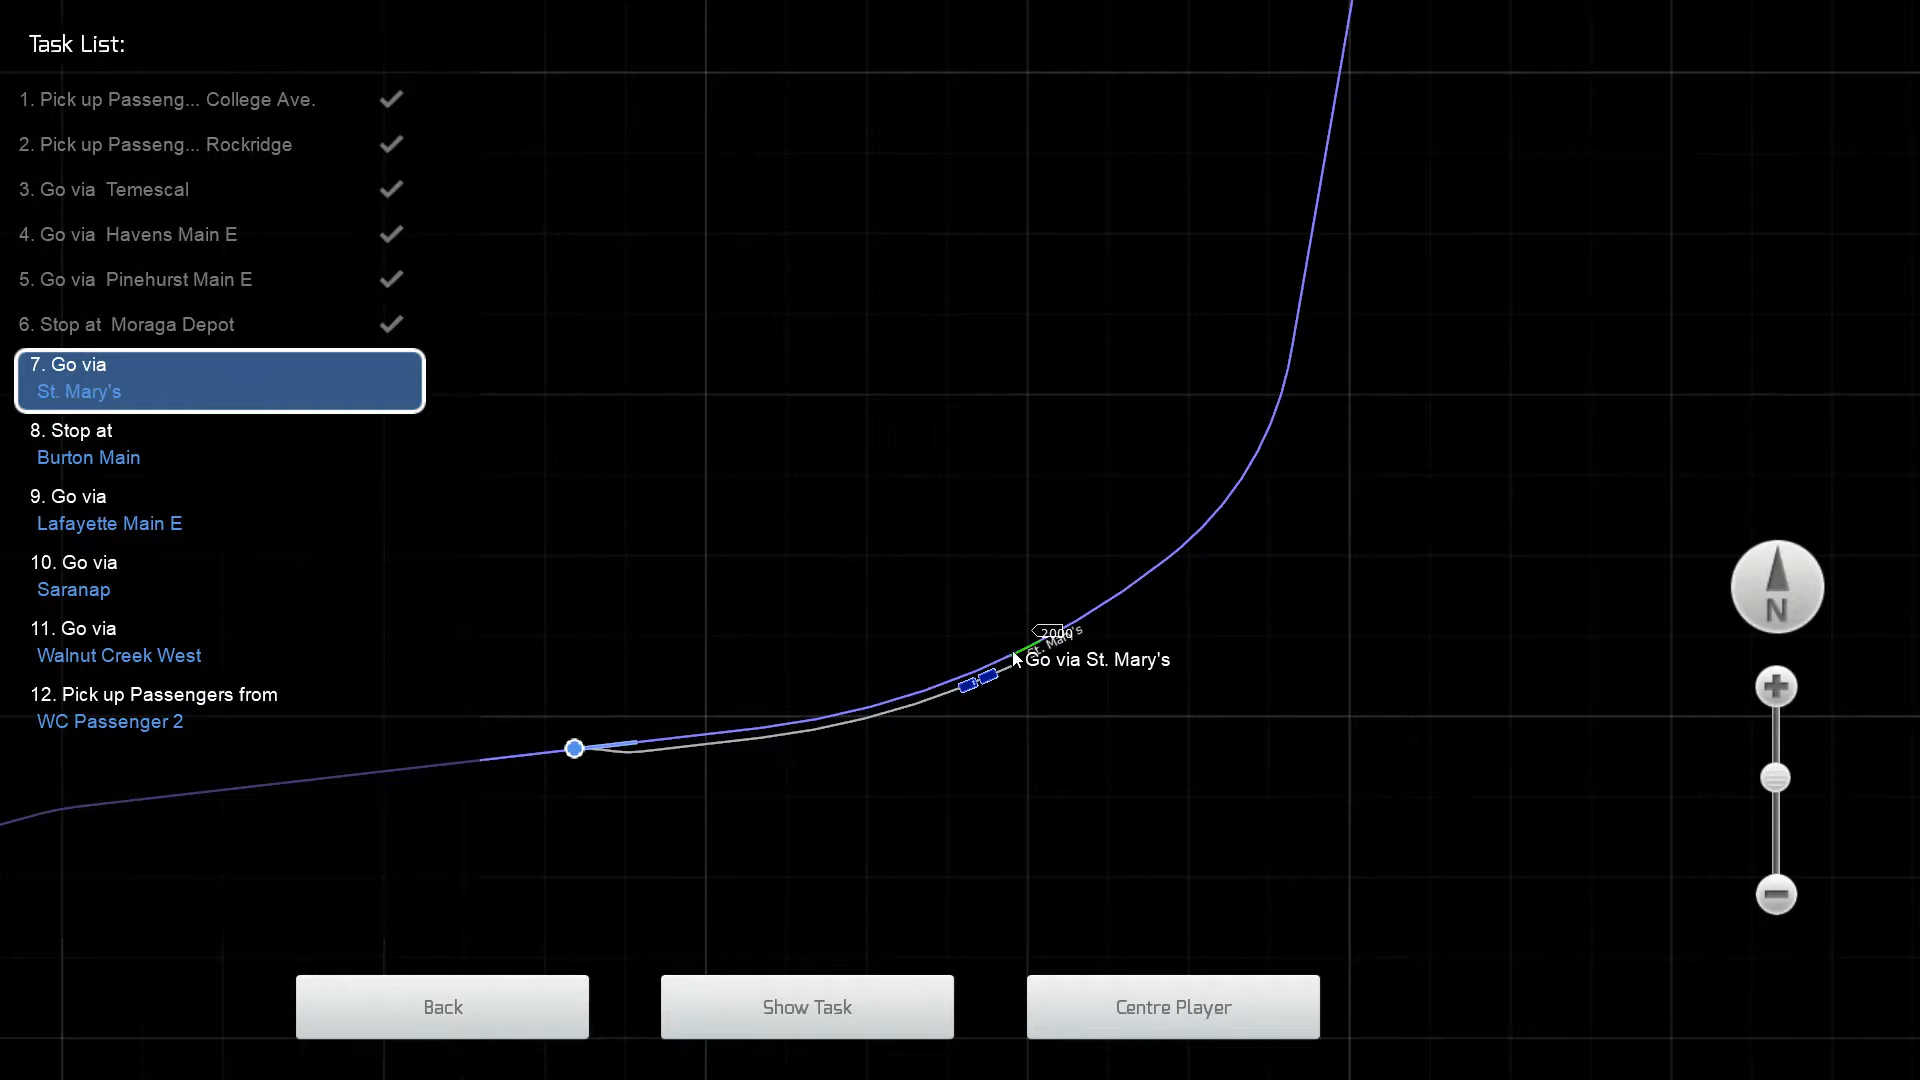 Task List:
1. Pick up Passeng... College Ave.
2. Pick up Passeng... Rockridge
3. Go via Temescal
4. Go via Havens Main E
5. Go via Pinehurst Main E
6. Stop at Moraga Depot
7. Go via
St. Mary's
8. Stop at
Burton Main
9. Go via
Lafayette Main E
10. Go via
Saranap
11. Go via
Walnut Creek West
12. Pick up Passengers from
WC Passenger 2
2000
St. Mary's
Go via St. Mary's
N
Back
Show Task
Centre Player